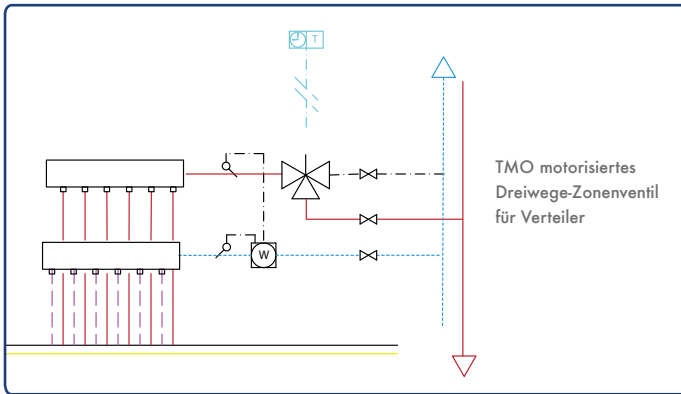 T
TMO motorisiertes
Dreiwege-Zonenventil
für Verteiler
W